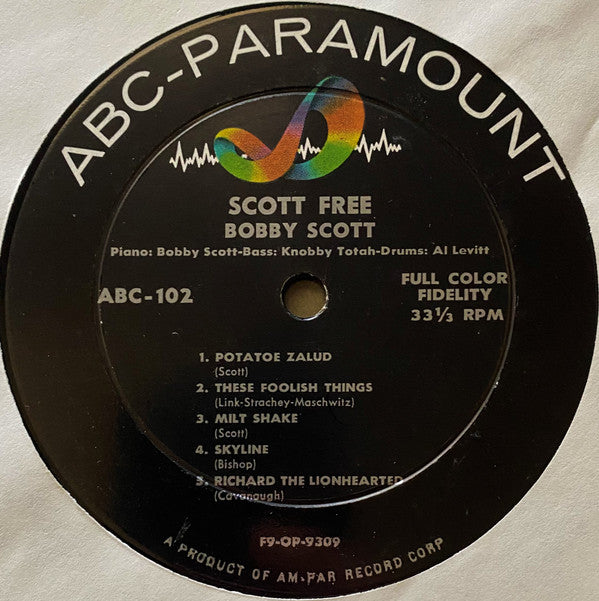 ABC-PARAMOUNT
SCOTT FREE
BOBBY SCOTT
Piano: Bobby Scott-Bass: Knobby Totah-Drums: Al Levitt
ABC-102
FULL COLOR
FIDELITY
33⅓ RPM
1. POTATOE ZALUD
(Scott)
2. THESE FOOLISH THINGS
(Link-Strachey-Maschwitz)
3. MILT SHAKE
(Scott)
4. SKYLINE
(Bishop)
5. RICHARD THE LIONHEARTED
(Cavanaugh)
F9-OP-9309
A PRODUCT OF AM-PAR RECORD CORP